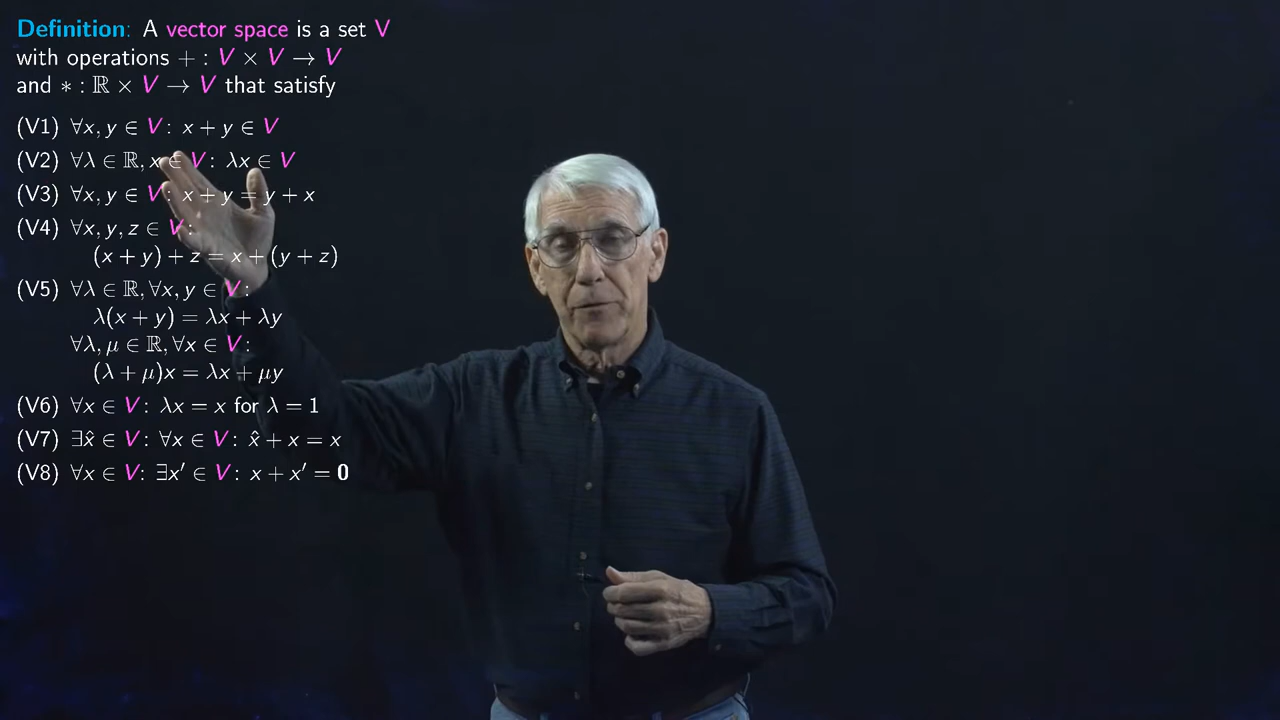 Definition: A vector space is a set V
with operations + : V × V → V
and ∗ : ℝ × V → V that satisfy
(V1) ∀x, y ∈ V: x + y ∈ V
(V2) ∀λ ∈ ℝ, x ∈ V: λx ∈ V
(V3) ∀x, y ∈ V: x + y = y + x
(V4) ∀x, y, z ∈ V:
(x + y) + z = x + (y + z)
(V5) ∀λ ∈ ℝ, ∀x, y ∈ V:
λ(x + y) = λx + λy
∀λ, μ ∈ ℝ, ∀x ∈ V:
(λ + μ)x = λx + μy
(V6) ∀x ∈ V: λx = x for λ = 1
(V7) ∃x̂ ∈ V: ∀x ∈ V: x̂ + x = x
(V8) ∀x ∈ V: ∃x′ ∈ V: x + x′ = 0